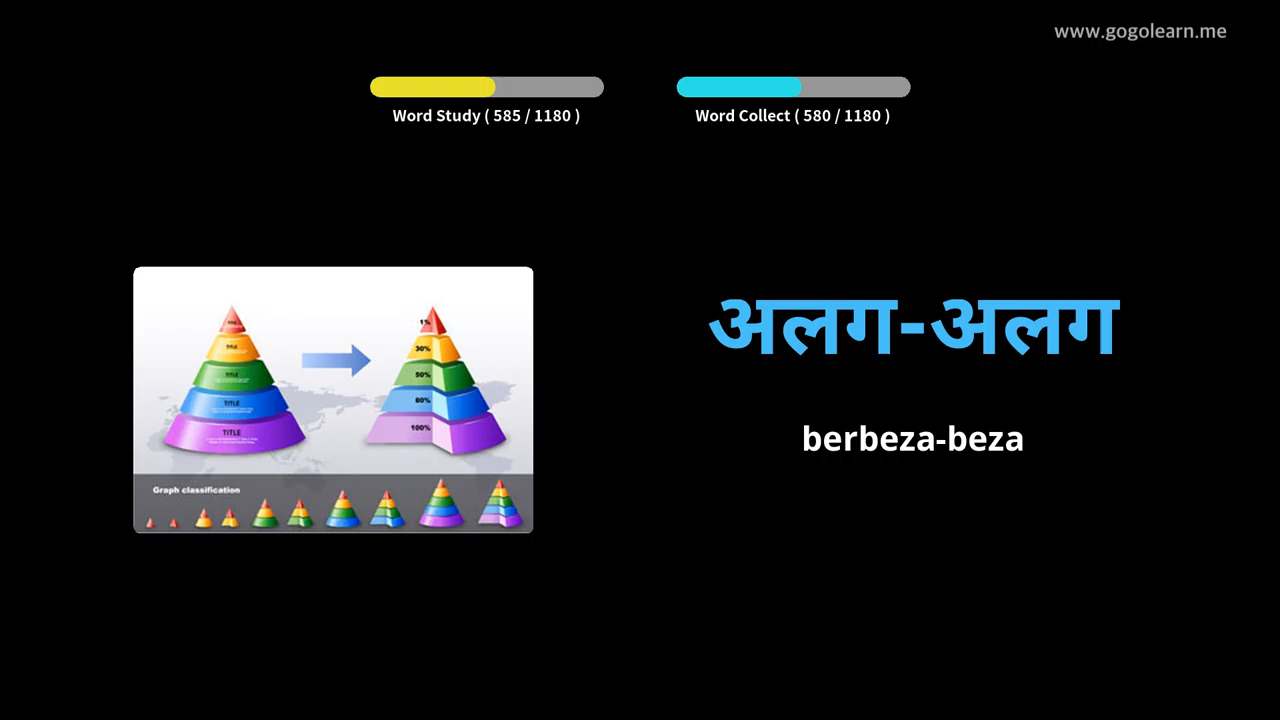 www.gogolearn.me
Word Study ( 585 / 1180 )
Word Collect ( 580 / 1180 )
अलग-अलग
berbeza-beza
TITLE
TITLE
TITLE
TITLE
1%
30%
50%
80%
100%
Graph classification